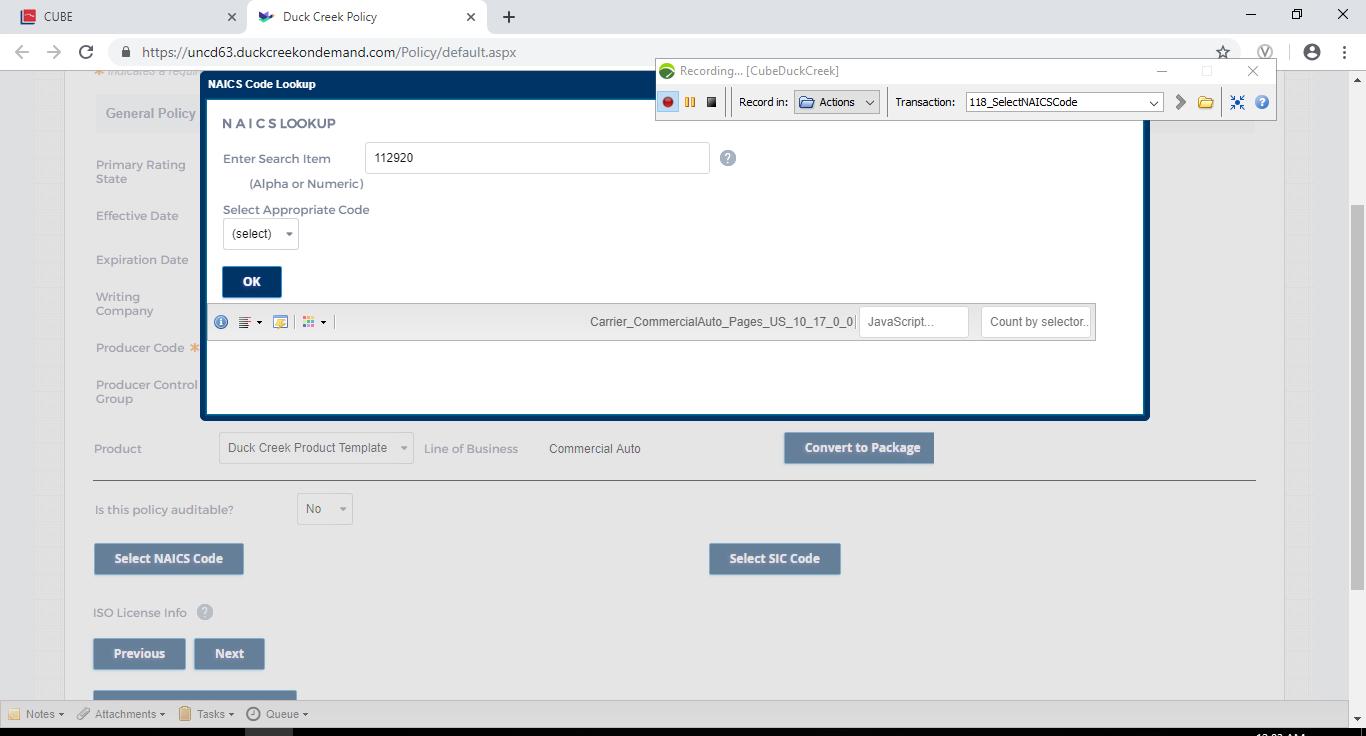 CUBE
Duck Creek Policy
https://uncd63.duckcreekondemand.com/Policy/default.aspx
Recording... [CubeDuckCreek]
Record in: Actions Transaction: 118_SelectNAICSCode
* Indicates a requir
NAICS Code Lookup
General Policy
N A I C S LOOKUP
Enter Search Item 112920
(Alpha or Numeric)
Select Appropriate Code
(select)
OK
Carrier_CommercialAuto_Pages_US_10_17_0_0 JavaScript... Count by selector..
Primary Rating
State
Effective Date
Expiration Date
Writing
Company
Producer Code *
Producer Control
Group
Product Duck Creek Product Template Line of Business Commercial Auto Convert to Package
Is this policy auditable? No
Select NAICS Code Select SIC Code
ISO License Info
Previous Next
Notes Attachments Tasks Queue